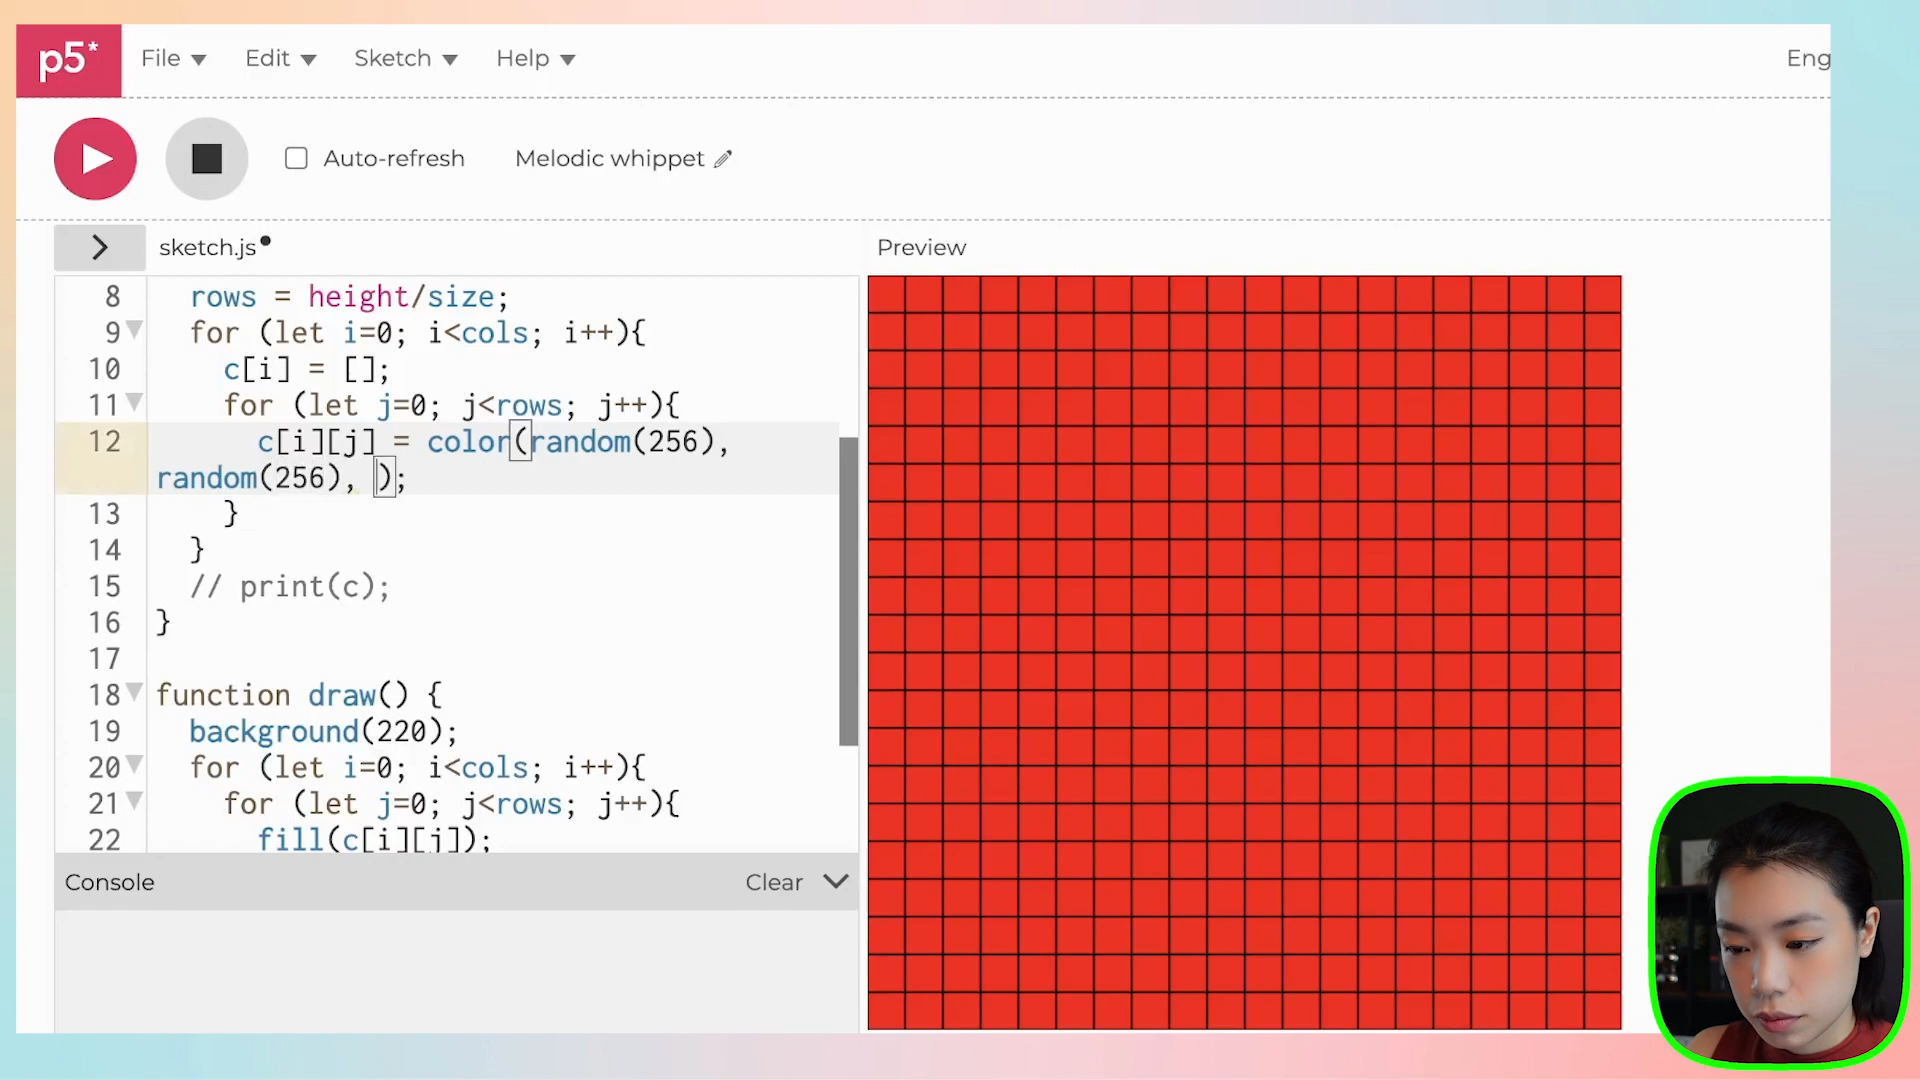 p5* File Edit Sketch Help Eng
Auto-refresh Melodic whippet
sketch.js Preview
8 rows = height/size;
9 for (let i=0; i<cols; i++){
10 c[i] = [];
11 for (let j=0; j<rows; j++){
12 c[i][j] = color(random(256),
random(256), );
13 }
14 }
15 // print(c);
16 }
17
18 function draw() {
19 background(220);
20 for (let i=0; i<cols; i++){
21 for (let j=0; j<rows; j++){
22 fill(c[i][j]);
Console Clear